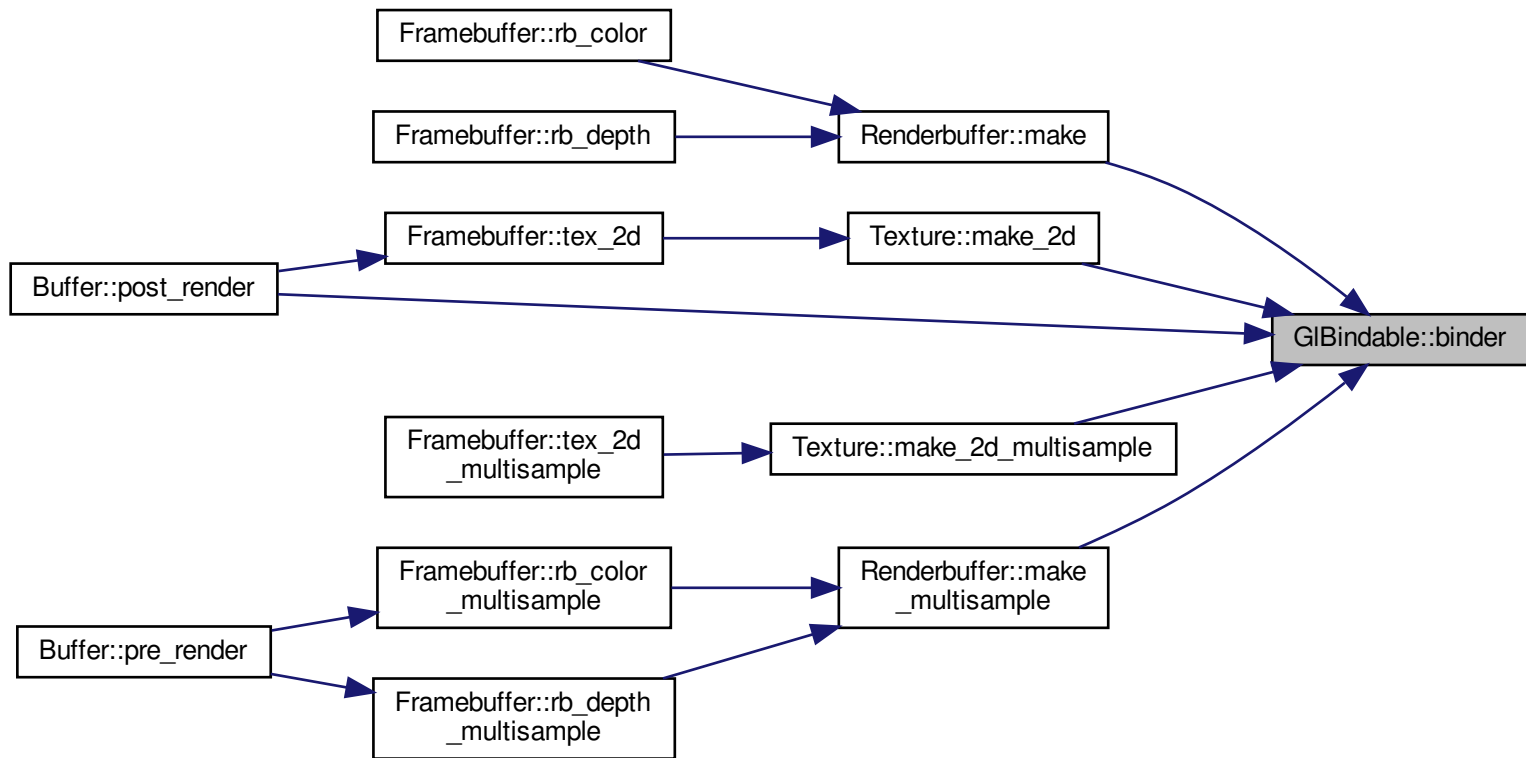 Framebuffer::rb_color
Framebuffer::rb_depth
Renderbuffer::make
Framebuffer::tex_2d
Texture::make_2d
Buffer::post_render
GlBindable::binder
Framebuffer::tex_2d
_multisample
Texture::make_2d_multisample
Framebuffer::rb_color
_multisample
Renderbuffer::make
_multisample
Buffer::pre_render
Framebuffer::rb_depth
_multisample